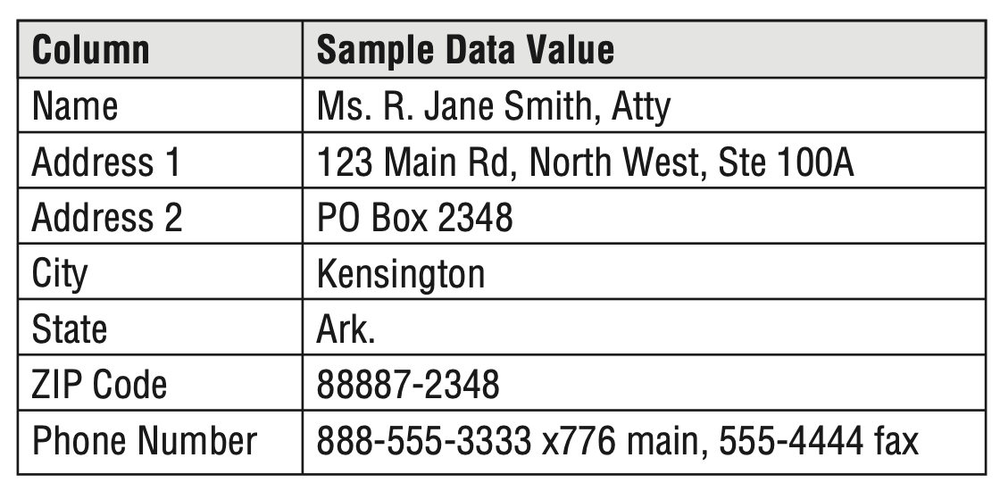 Column Sample Data Value
Name Ms. R. Jane Smith, Atty
Address 1 123 Main Rd, North West, Ste 100A
Address 2 PO Box 2348
City Kensington
State Ark.
ZIP Code 88887-2348
Phone Number 888-555-3333 x776 main, 555-4444 fax